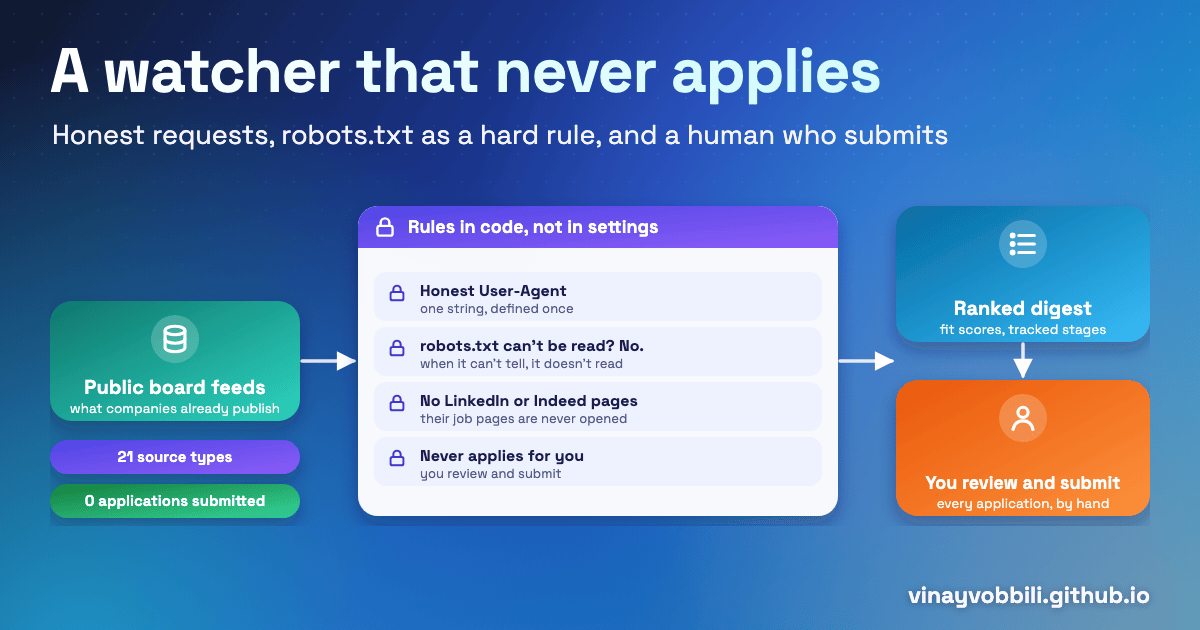 A watcher that never applies
Honest requests, robots.txt as a hard rule, and a human who submits
Public board feeds
what companies already publish
21 source types
0 applications submitted
Rules in code, not in settings
Honest User-Agent
one string, defined once
robots.txt can’t be read? No.
when it can’t tell, it doesn’t read
No LinkedIn or Indeed pages
their job pages are never opened
Never applies for you
you review and submit
Ranked digest
fit scores, tracked stages
You review and submit
every application, by hand
vinayvobbili.github.io